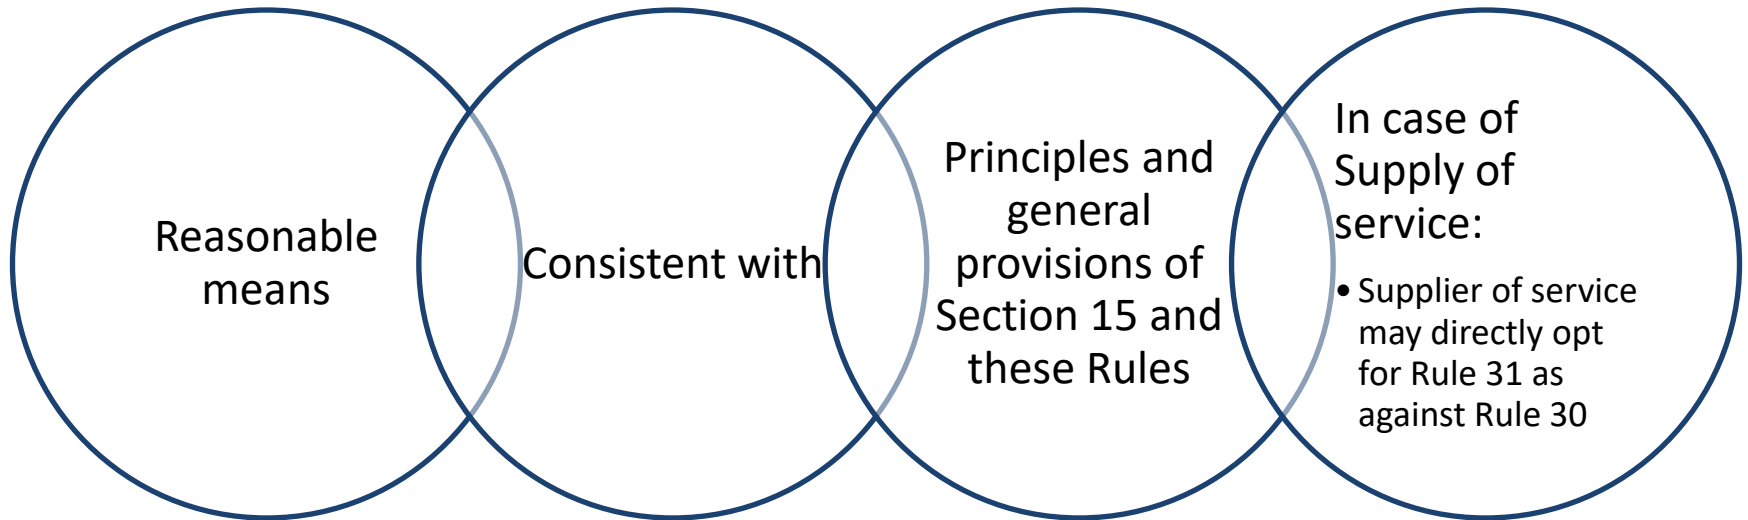 Reasonable
means
Consistent with
Principles and
general
provisions of
Section 15 and
these Rules
In case of
Supply of
service:
• Supplier of service
may directly opt
for Rule 31 as
against Rule 30